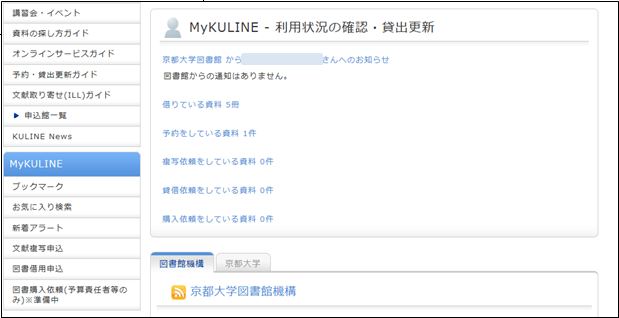 講習会・イベント
資料の探し方ガイド
オンラインサービスガイド
予約・貸出更新ガイド
文献取り寄せ(ILL)ガイド
申込館一覧
KULINE News
MyKULINE
ブックマーク
お気に入り検索
新着アラート
文献複写申込
図書借用申込
図書購入依頼(予算責任者等の
み)※準備中
MyKULINE - 利用状況の確認・貸出更新
京都大学図書館 から さんへのお知らせ
図書館からの通知はありません。
借りている資料 5冊
予約をしている資料 1件
複写依頼をしている資料 0件
貸借依頼をしている資料 0件
購入依頼をしている資料 0件
図書館機構 京都大学
京都大学図書館機構